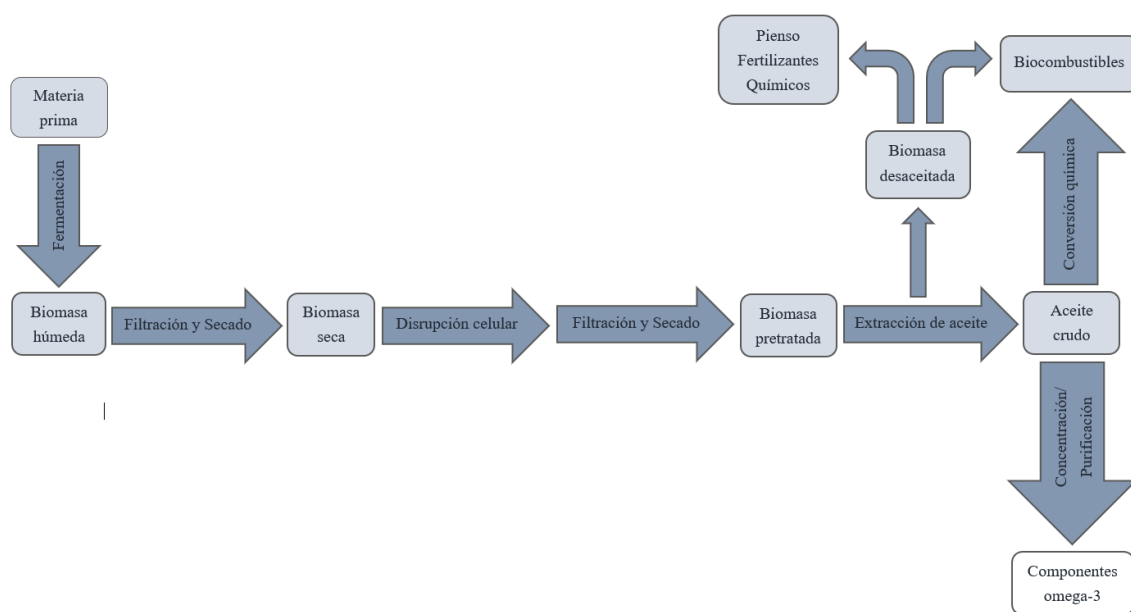 Materia
prima
Fermentación
Biomasa
húmeda
Filtración y Secado
Biomasa
seca
Disrupción celular
Filtración y Secado
Biomasa
pretratada
Extracción de aceite
Biomasa
desaceitada
Pienso
Fertilizantes
Químicos
Biocombustibles
Conversión química
Aceite
crudo
Concentración/
Purificación
Componentes
omega-3